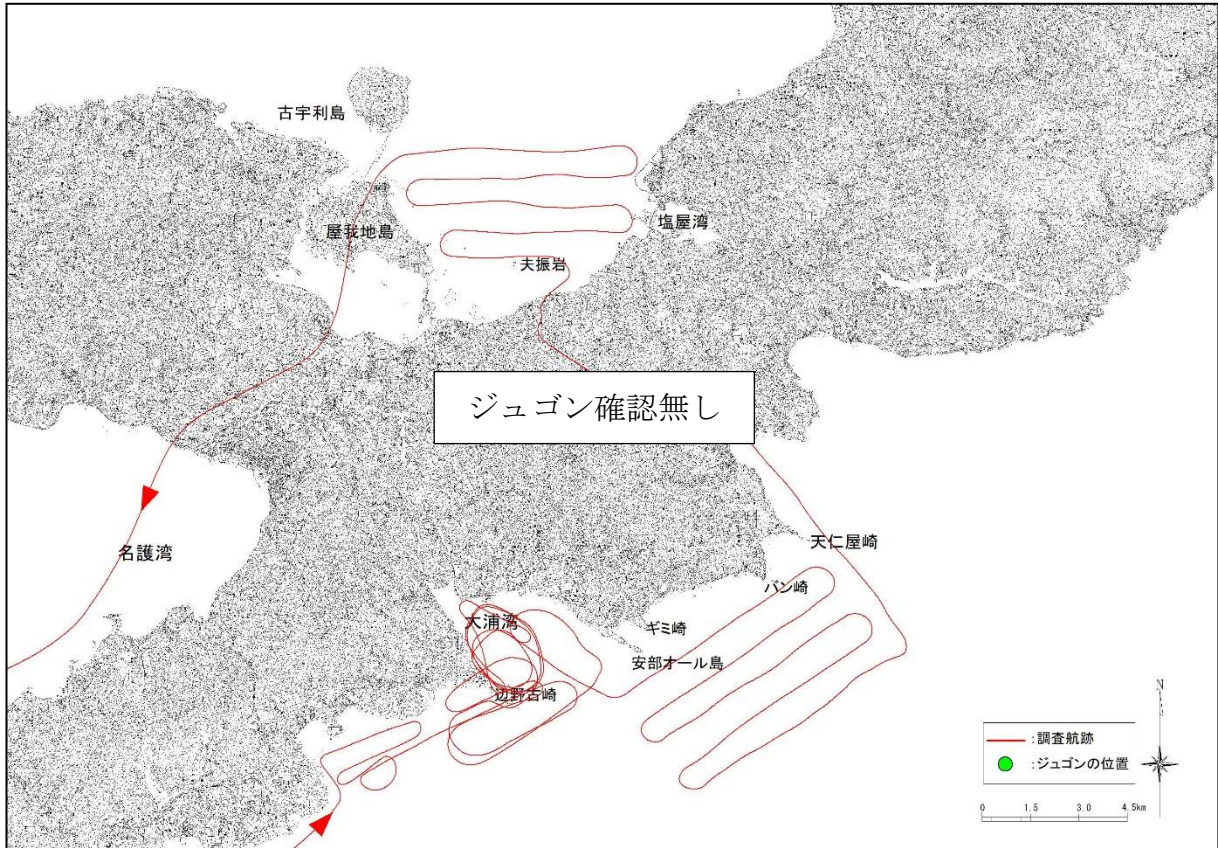 古宇利島
屋我地島
塩屋湾
夫振岩
ジュゴン確認無し
名護湾
天仁屋崎
バン崎
大浦湾
ギミ崎
安部オール島
辺野古崎
N
:調査航跡
:ジュゴンの位置
0 1.5 3.0 4.5km